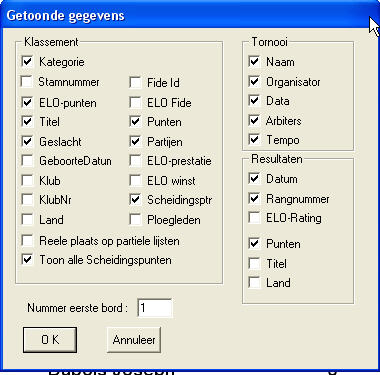 Getoonde gegevens
Klassement
Kategorie
Stamnummer
Fide Id
ELO-punten
ELO Fide
Titel
Punten
Geslacht
Partijen
GeboorteDatun
ELO-prestatie
Klub
ELO winst
KlubNr
Scheidingsptr
Land
Ploegleden
Reele plaats op partiele lijsten
Toon alle Scheidingspunten
Tornooi
Naam
Organisator
Data
Arbiters
Tempo
Resultaten
Datum
Rangnummer
ELO-Rating
Punten
Titel
Land
Nummer eerste bord : 1
O K
Annuleer